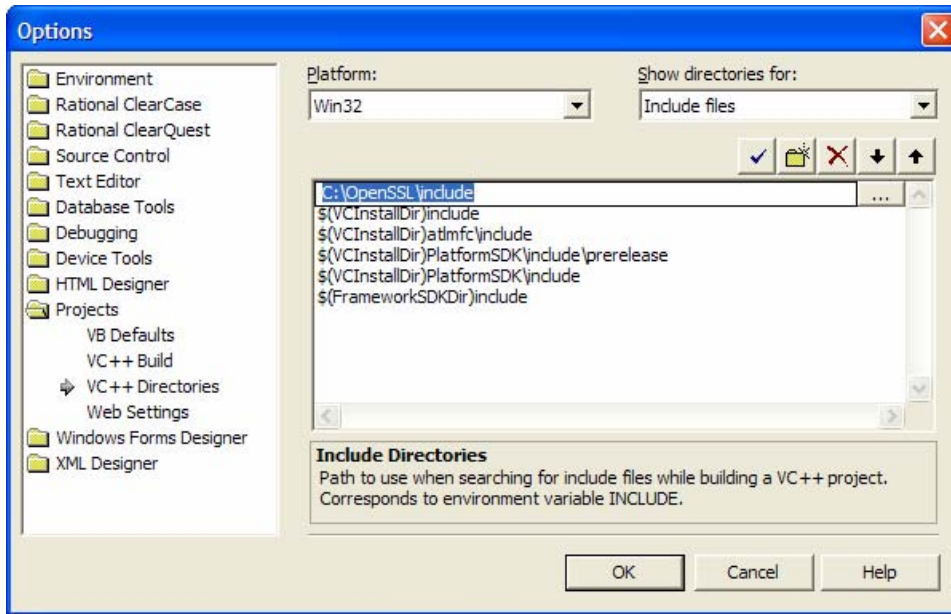 Options
Environment
Rational ClearCase
Rational ClearQuest
Source Control
Text Editor
Database Tools
Debugging
Device Tools
HTML Designer
Projects
VB Defaults
VC++ Build
VC++ Directories
Web Settings
Windows Forms Designer
XML Designer
Platform:
Win32
Show directories for:
Include files
C:\OpenSSL\include
...
$(VCInstallDir)include
$(VCInstallDir)atlmfc\include
$(VCInstallDir)PlatformSDK\include\prerelease
$(VCInstallDir)PlatformSDK\include
$(FrameworkSDKDir)include
Include Directories
Path to use when searching for include files while building a VC++ project.
Corresponds to environment variable INCLUDE.
OK
Cancel
Help